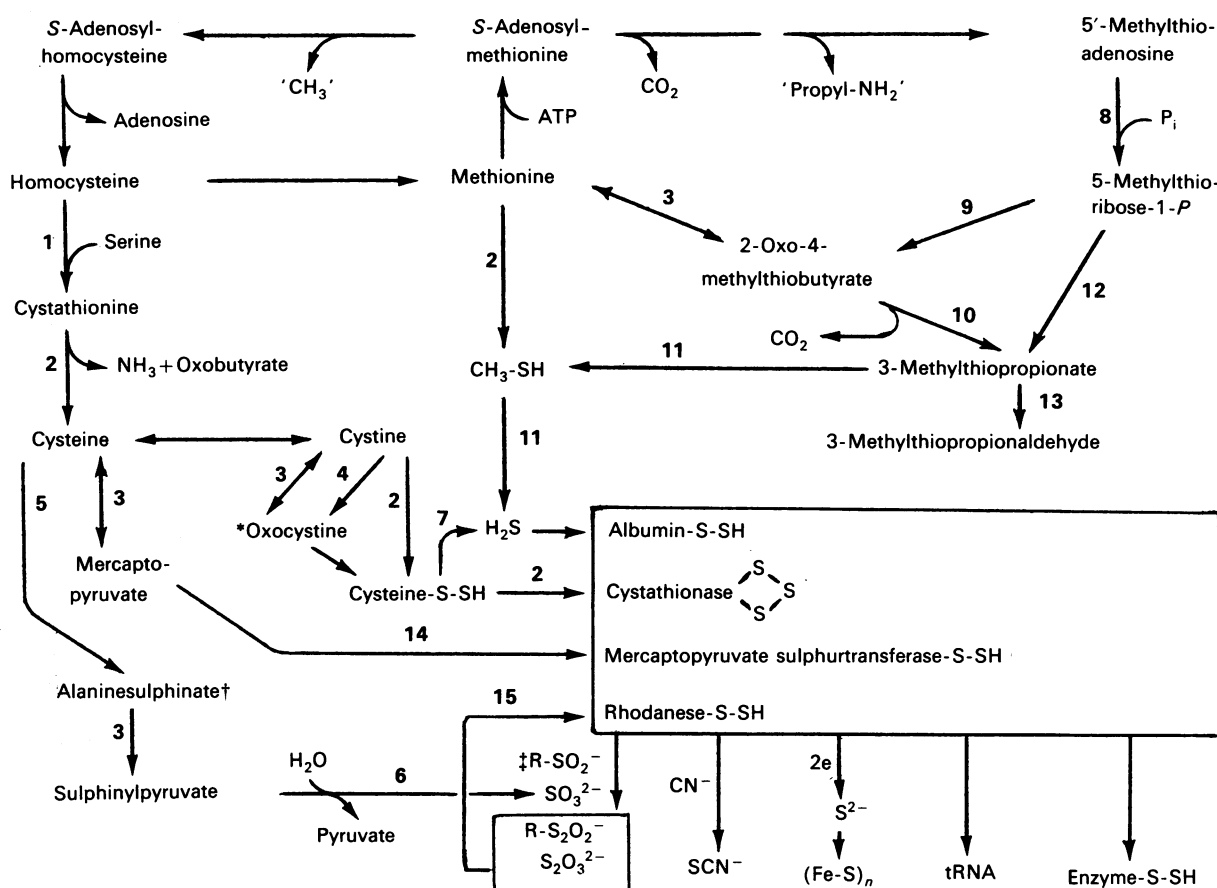 S-Adenosyl-
homocysteine
S-Adenosyl-
methionine
5′-Methylthio-
adenosine
‘CH₃’
CO₂
‘Propyl-NH₂’
Adenosine
ATP
8
Pᵢ
Homocysteine
Methionine
5-Methylthio-
ribose-1-P
3
9
1
Serine
2-Oxo-4-
methylthiobutyrate
2
12
Cystathionine
10
CO₂
2
NH₃+Oxobutyrate
CH₃-SH
11
3-Methylthiopropionate
13
Cysteine
Cystine
11
3-Methylthiopropionaldehyde
5
3
3
4
2
7
*Oxocystine
H₂S
Albumin-S-SH
Mercapto-
pyruvate
Cysteine-S-SH
2
Cystathionase
S
S
S
14
Mercaptopyruvate sulphurtransferase-S-SH
Alaninesulphinate†
15
Rhodanese-S-SH
3
H₂O
6
‡R-SO₂⁻
SO₃²⁻
CN⁻
2e
Sulphinylpyruvate
Pyruvate
R-S₂O₂⁻
S₂O₃²⁻
S²⁻
SCN⁻
(Fe-S)ₙ
tRNA
Enzyme-S-SH